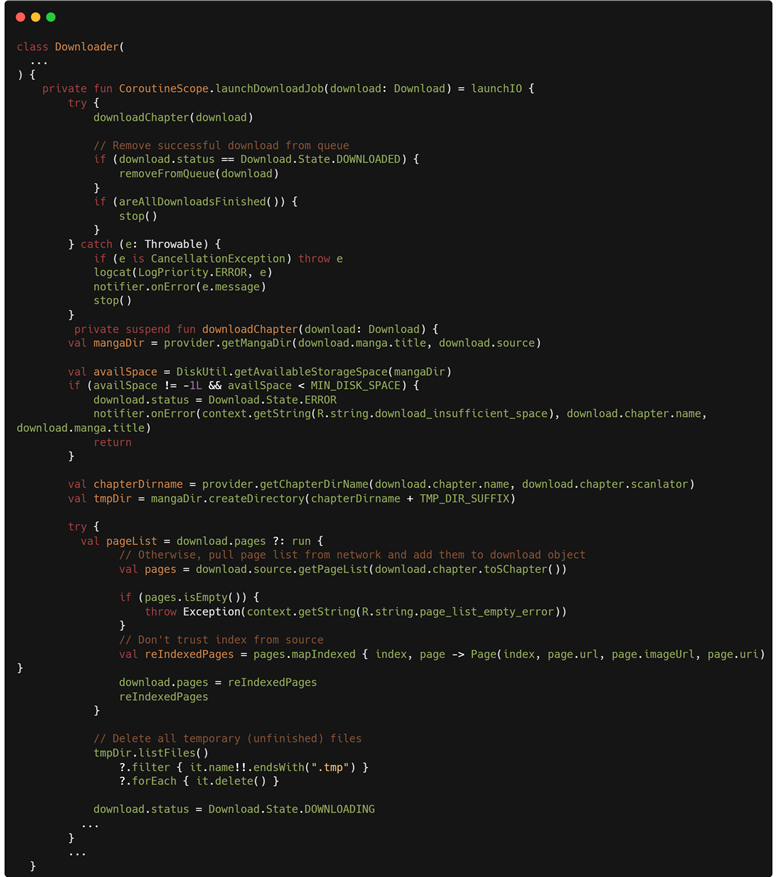 class Downloader(
  ...
) {
    private fun CoroutineScope.launchDownloadJob(download: Download) = launchIO {
        try {
            downloadChapter(download)

            // Remove successful download from queue
            if (download.status == Download.State.DOWNLOADED) {
                removeFromQueue(download)
            }
            if (areAllDownloadsFinished()) {
                stop()
            }
        } catch (e: Throwable) {
            if (e is CancellationException) throw e
            logcat(LogPriority.ERROR, e)
            notifier.onError(e.message)
            stop()
        }
         private suspend fun downloadChapter(download: Download) {
        val mangaDir = provider.getMangaDir(download.manga.title, download.source)

        val availSpace = DiskUtil.getAvailableStorageSpace(mangaDir)
        if (availSpace != -1L && availSpace < MIN_DISK_SPACE) {
            download.status = Download.State.ERROR
            notifier.onError(context.getString(R.string.download_insufficient_space), download.chapter.name,
download.manga.title)
            return
        }

        val chapterDirname = provider.getChapterDirName(download.chapter.name, download.chapter.scanlator)
        val tmpDir = mangaDir.createDirectory(chapterDirname + TMP_DIR_SUFFIX)

        try {
          val pageList = download.pages ?: run {
                // Otherwise, pull page list from network and add them to download object
                val pages = download.source.getPageList(download.chapter.toSChapter())

                if (pages.isEmpty()) {
                    throw Exception(context.getString(R.string.page_list_empty_error))
                }
                // Don't trust index from source
                val reIndexedPages = pages.mapIndexed { index, page -> Page(index, page.url, page.imageUrl, page.uri)
}
                download.pages = reIndexedPages
                reIndexedPages
            }

            // Delete all temporary (unfinished) files
            tmpDir.listFiles()
                ?.filter { it.name!!.endsWith(".tmp") }
                ?.forEach { it.delete() }

            download.status = Download.State.DOWNLOADING
          ...
        }
        ...
  }